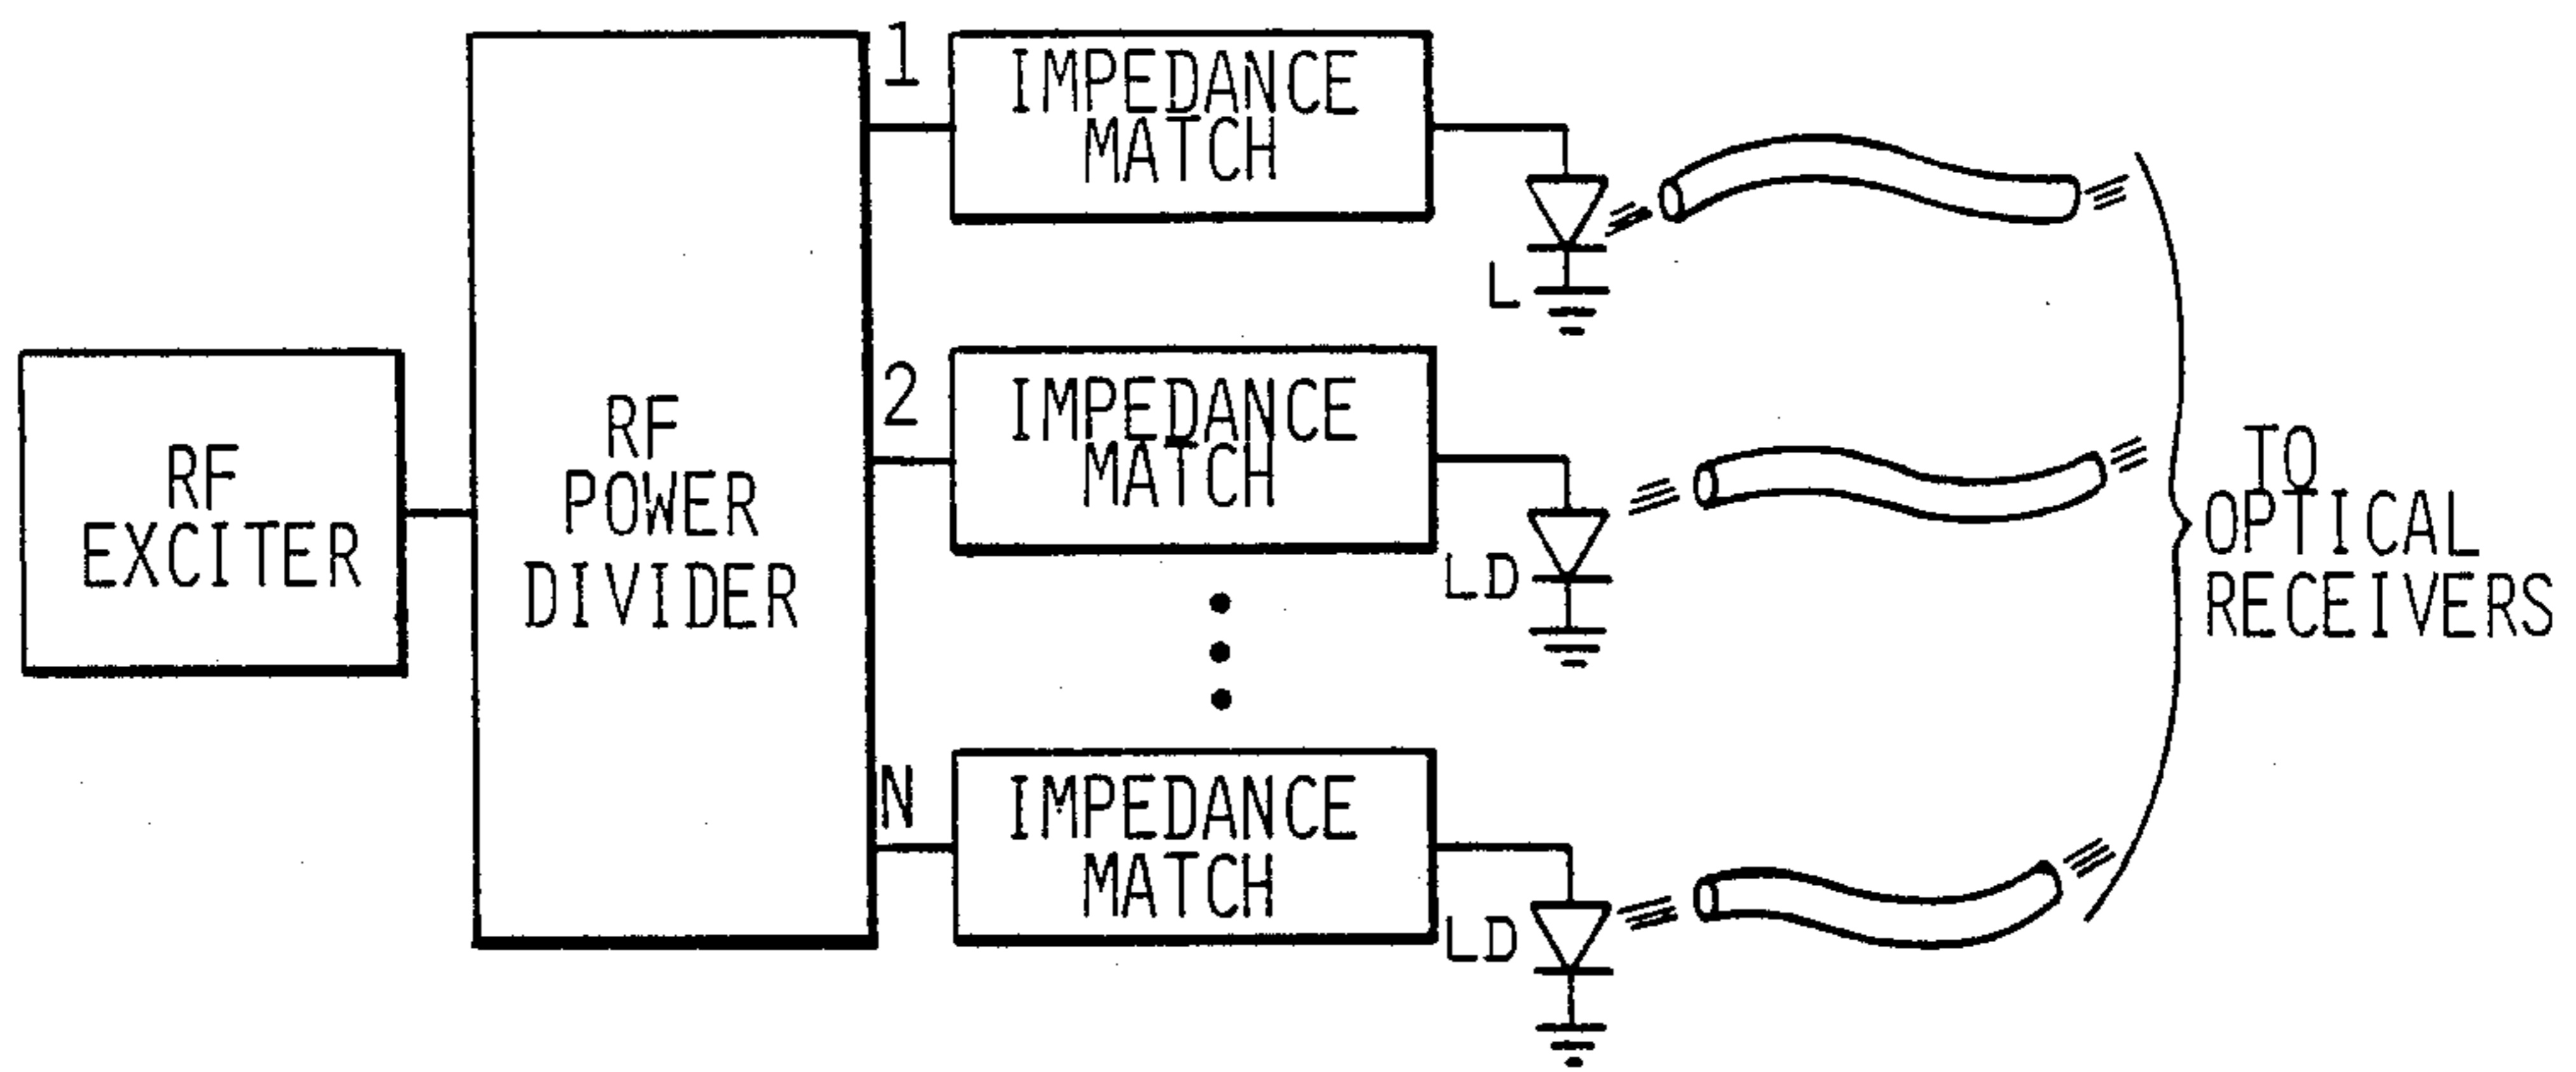 RF
EXCITER
RF
POWER
DIVIDER
1
IMPEDANCE
MATCH
L
2
IMPEDANCE
MATCH
LD
N
IMPEDANCE
MATCH
LD
TO
OPTICAL
RECEIVERS